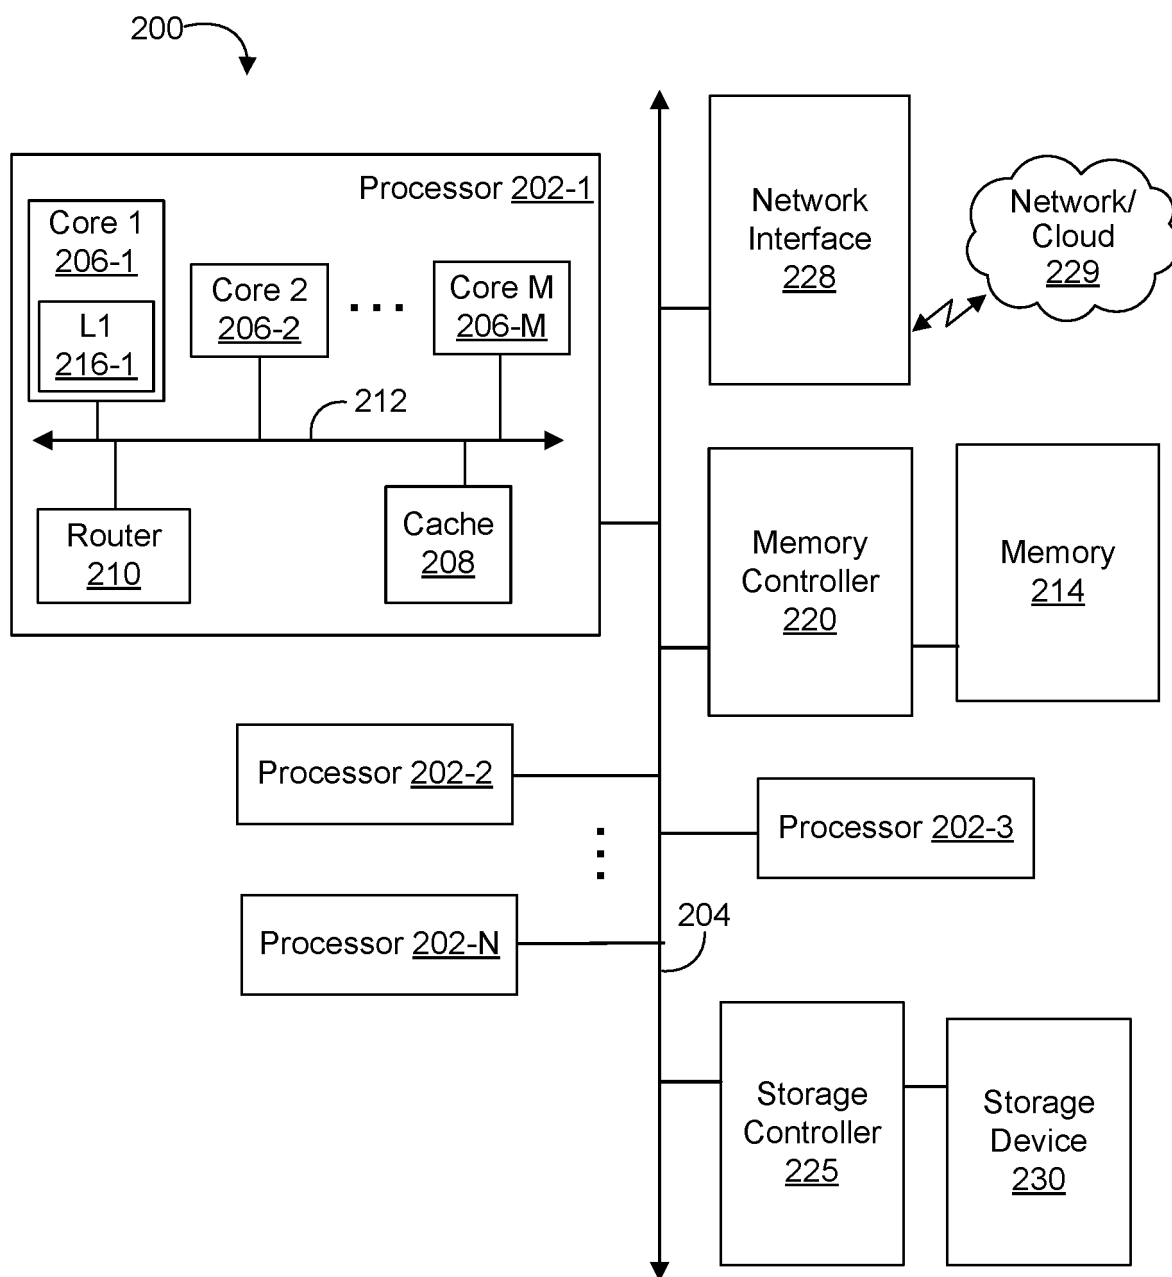 200
Processor 202-1
Core 1
206-1
L1
216-1
Core 2
206-2
Core M
206-M
212
Router
210
Cache
208
Network
Interface
228
Network/
Cloud
229
Memory
Controller
220
Memory
214
Processor 202-2
Processor 202-3
Processor 202-N
204
Storage
Controller
225
Storage
Device
230